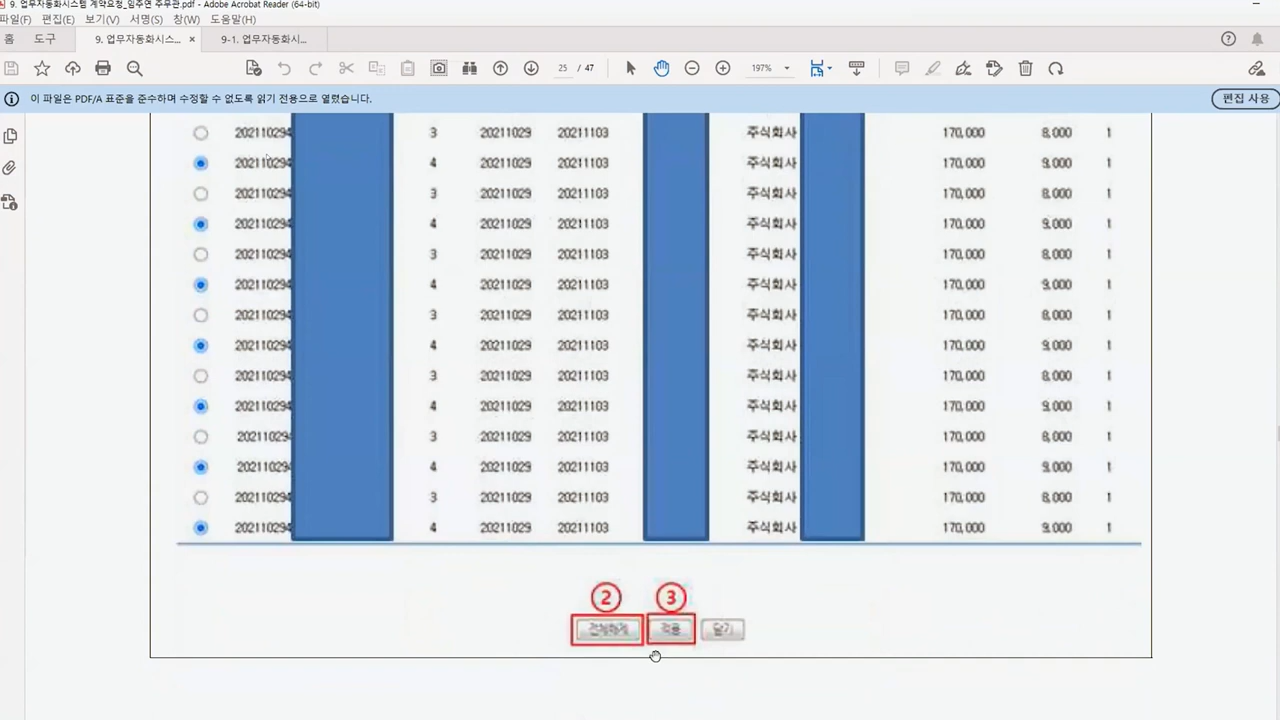 9. 업무자동화시스템 계약요청_임주연 주무관.pdf - Adobe Acrobat Reader (64-bit)
파일(F) 편집(E) 보기(V) 서명(S) 창(W) 도움말(H)
홈 도구 9. 업무자동화시스... × 9-1. 업무자동화시...
25 / 47 197%
이 파일은 PDF/A 표준을 준수하며 수정할 수 없도록 읽기 전용으로 열렸습니다. 편집 사용
202110294 3 20211029 20211103 주식회사 170,000 8,000 1
202110294 4 20211029 20211103 주식회사 170,000 9,000 1
202110294 3 20211029 20211103 주식회사 170,000 8,000 1
202110294 4 20211029 20211103 주식회사 170,000 9,000 1
202110294 3 20211029 20211103 주식회사 170,000 8,000 1
202110294 4 20211029 20211103 주식회사 170,000 9,000 1
202110294 3 20211029 20211103 주식회사 170,000 8,000 1
202110294 4 20211029 20211103 주식회사 170,000 9,000 1
202110294 3 20211029 20211103 주식회사 170,000 8,000 1
202110294 4 20211029 20211103 주식회사 170,000 9,000 1
202110294 3 20211029 20211103 주식회사 170,000 8,000 1
202110294 4 20211029 20211103 주식회사 170,000 9,000 1
202110294 3 20211029 20211103 주식회사 170,000 8,000 1
202110294 4 20211029 20211103 주식회사 170,000 9,000 1
② ③
적용 닫기